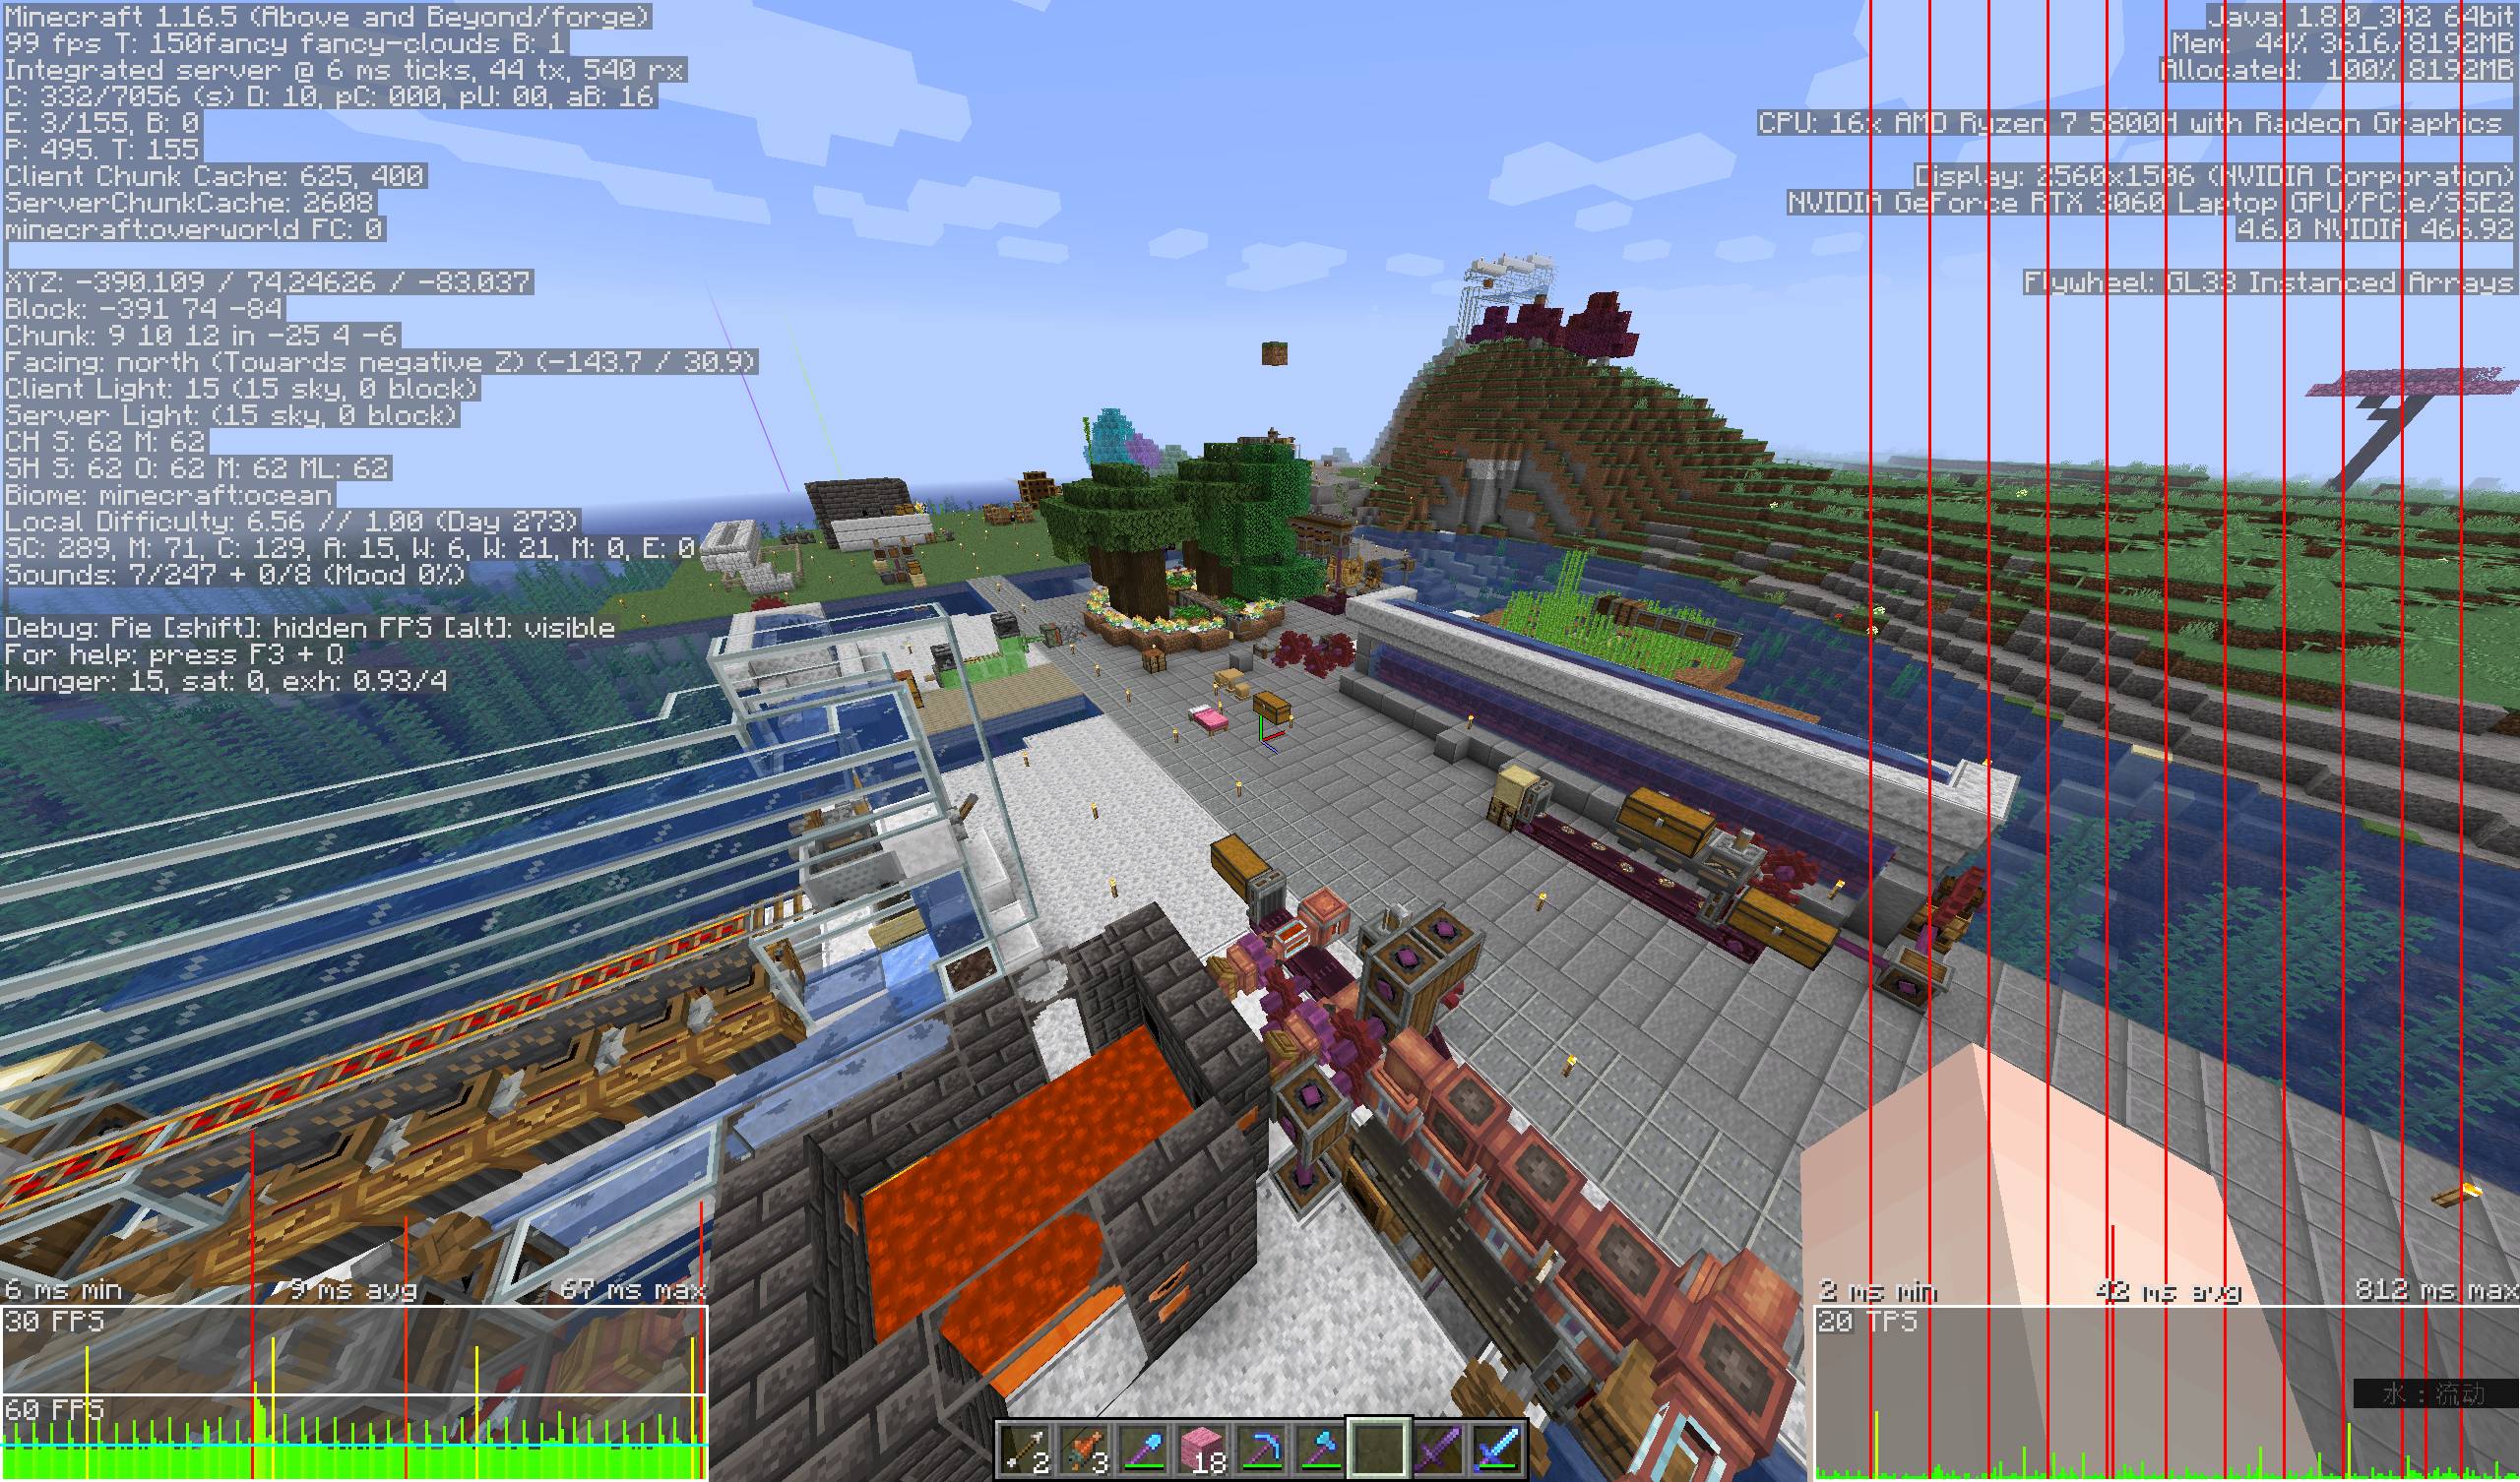 Minecraft 1.16.5 (Above and Beyond/forge)
99 fps T: 150fancy fancy-clouds B: 1
Integrated server @ 6 ms ticks, 44 tx, 540 rx
C: 332/7056 (s) D: 10, pC: 000, pU: 00, aB: 16
E: 3/155, B: 0
P: 495. T: 155
Client Chunk Cache: 625, 400
ServerChunkCache: 2608
minecraft:overworld FC: 0
XYZ: -390.109 / 74.24626 / -83.037
Block: -391 74 -84
Chunk: 9 10 12 in -25 4 -6
Facing: north (Towards negative Z) (-143.7 / 30.9)
Client Light: 15 (15 sky, 0 block)
Server Light: (15 sky, 0 block)
CH S: 62 M: 62
SH S: 62 O: 62 M: 62 ML: 62
Biome: minecraft:ocean
Local Difficulty: 6.56 // 1.00 (Day 273)
SC: 289, M: 71, C: 129, A: 15, W: 6, W: 21, M: 0, E: 0
Sounds: 7/247 + 0/8 (Mood 0%)
Debug: Pie [shift]: hidden FPS [alt]: visible
For help: press F3 + Q
hunger: 15, sat: 0, exh: 0.93/4
Java: 1.8.0_302 64bit
Mem: 44% 3616/8192MB
Allocated: 100% 8192MB
CPU: 16x AMD Ryzen 7 5800H with Radeon Graphics
Display: 2560x1506 (NVIDIA Corporation)
NVIDIA GeForce RTX 3060 Laptop GPU/PCIe/SSE2
4.6.0 NVIDIA 466.92
Flywheel: GL33 Instanced Arrays
6 ms min 9 ms avg 67 ms max
30 FPS
60 FPS
2 ms min 42 ms avg 812 ms max
20 TPS
水：流动
2 3 18